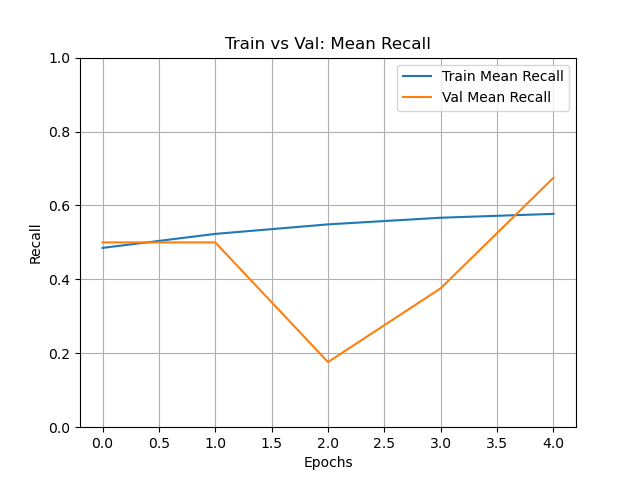 Train vs Val: Mean Recall
Train Mean Recall
Val Mean Recall
Recall
1.0
0.8
0.6
0.4
0.2
0.0
0.0 0.5 1.0 1.5 2.0 2.5 3.0 3.5 4.0
Epochs